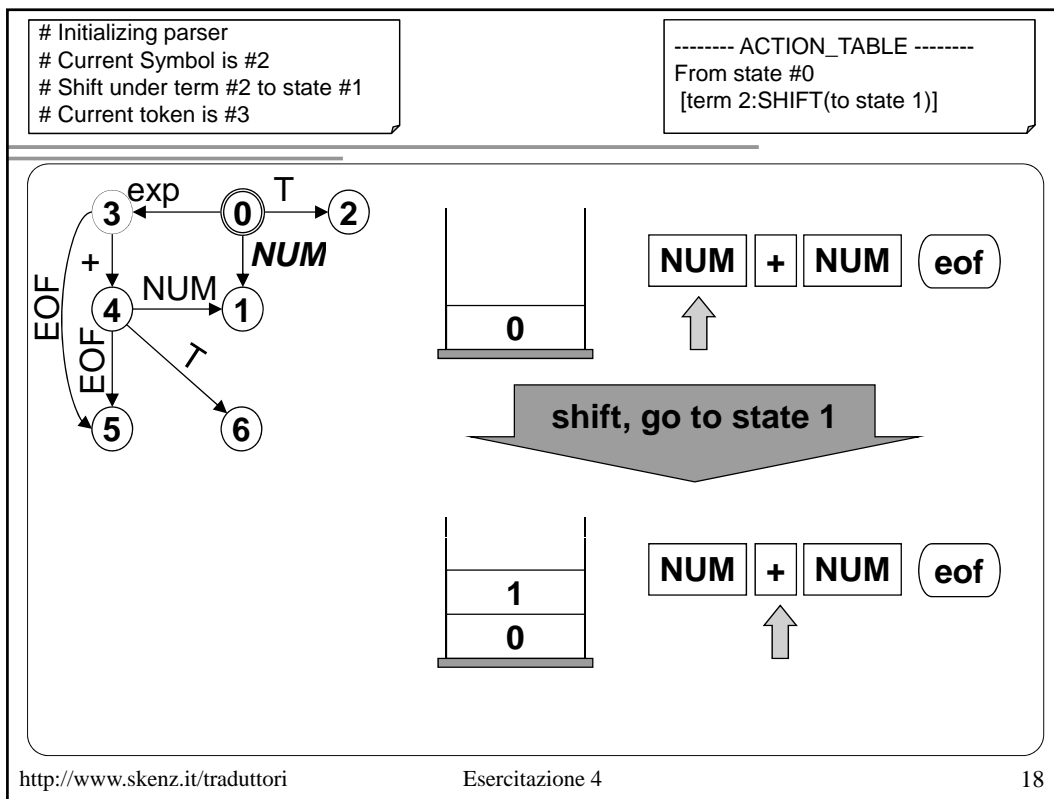 # Initializing parser
# Current Symbol is #2
# Shift under term #2 to state #1
# Current token is #3
-------- ACTION_TABLE --------
From state #0
[term 2:SHIFT(to state 1)]
exp
T
3
0
2
+
NUM
EOF
NUM
4
1
EOF
T
5
6
NUM + NUM eof
0
shift, go to state 1
NUM + NUM eof
1
0
http://www.skenz.it/traduttori
Esercitazione 4
18